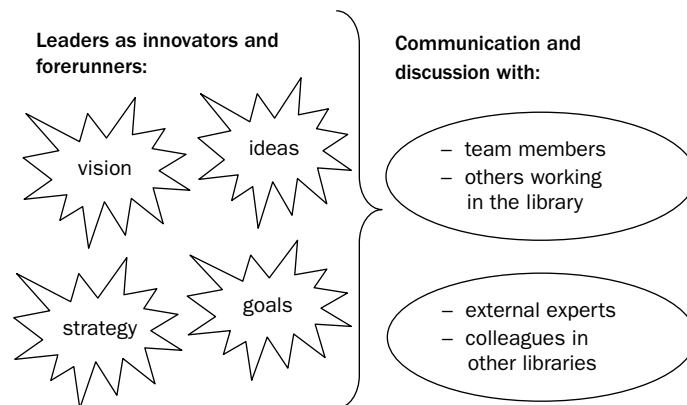 Leaders as innovators and
forerunners:
vision
ideas
strategy
goals
Communication and
discussion with:
– team members
– others working
in the library
– external experts
– colleagues in
other libraries